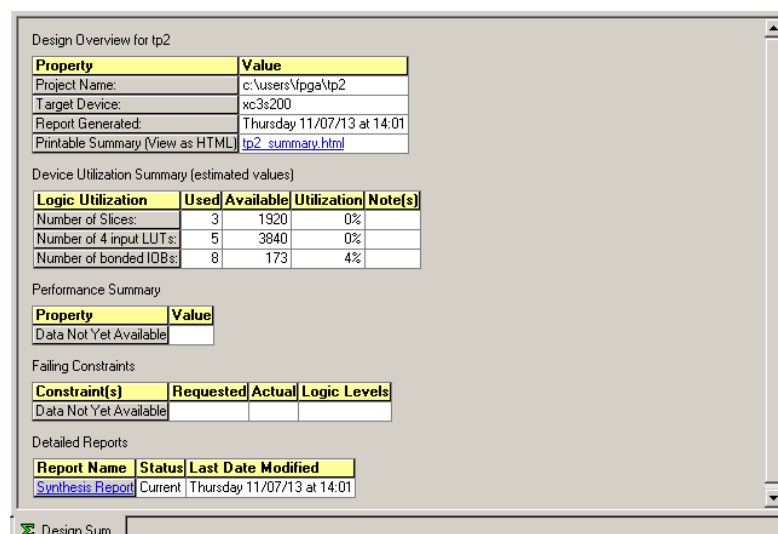 Design Overview for tp2
Property Value
Project Name: c:\users\fpga\tp2
Target Device: xc3s200
Report Generated: Thursday 11/07/13 at 14:01
Printable Summary (View as HTML) tp2_summary.html
Device Utilization Summary (estimated values)
Logic Utilization Used Available Utilization Note(s)
Number of Slices: 3 1920 0%
Number of 4 input LUTs: 5 3840 0%
Number of bonded IOBs: 8 173 4%
Performance Summary
Property Value
Data Not Yet Available
Failing Constraints
Constraint(s) Requested Actual Logic Levels
Data Not Yet Available
Detailed Reports
Report Name Status Last Date Modified
Synthesis Report Current Thursday 11/07/13 at 14:01
Σ Design Sum